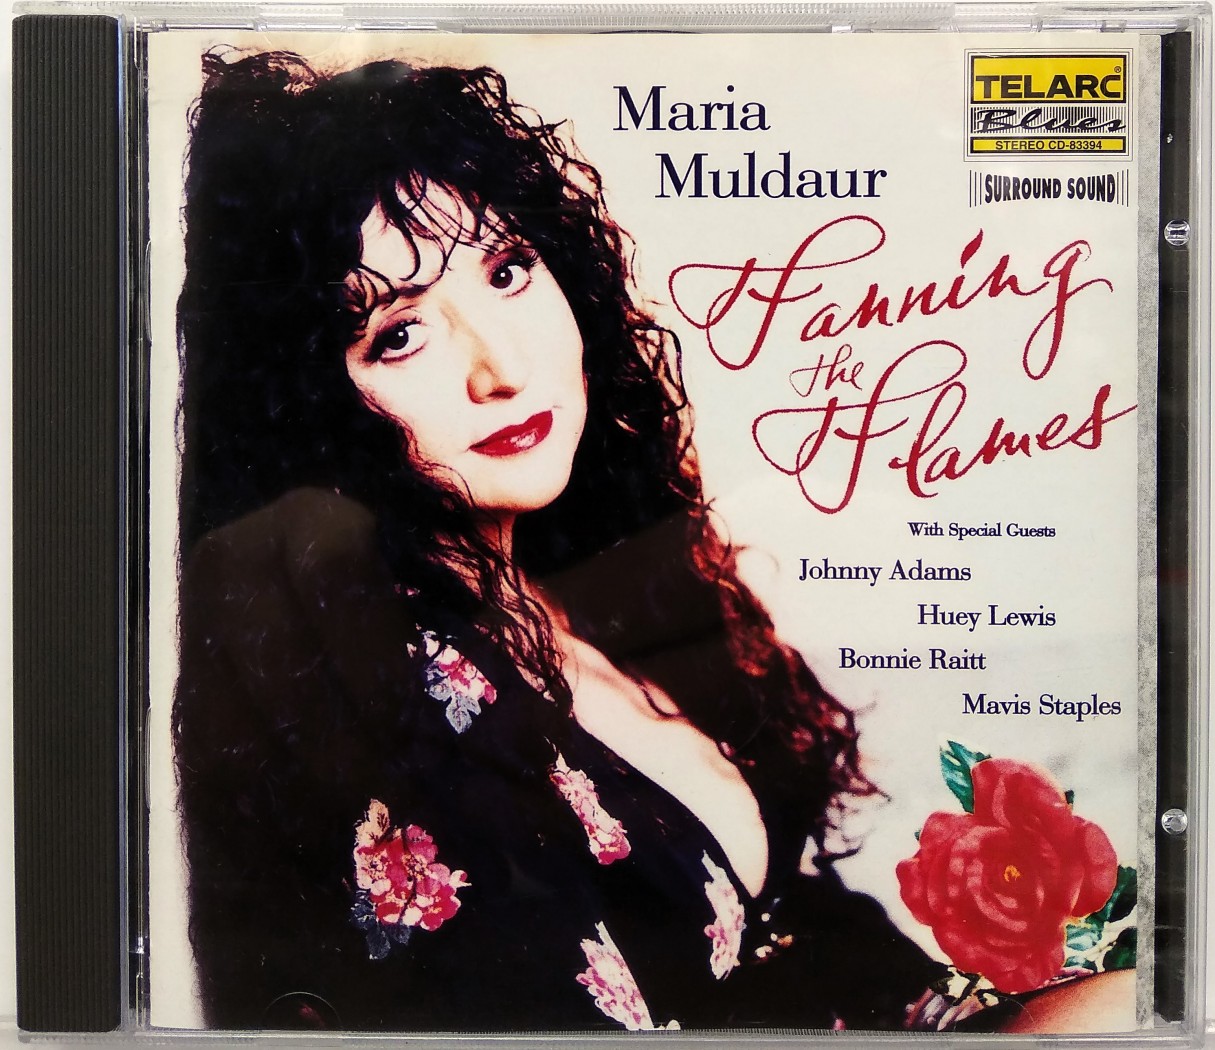 Maria
Muldaur
TELARC®
Blues
STEREO CD-83394
SURROUND SOUND
Fanning
the
Flames
With Special Guests
Johnny Adams
Huey Lewis
Bonnie Raitt
Mavis Staples